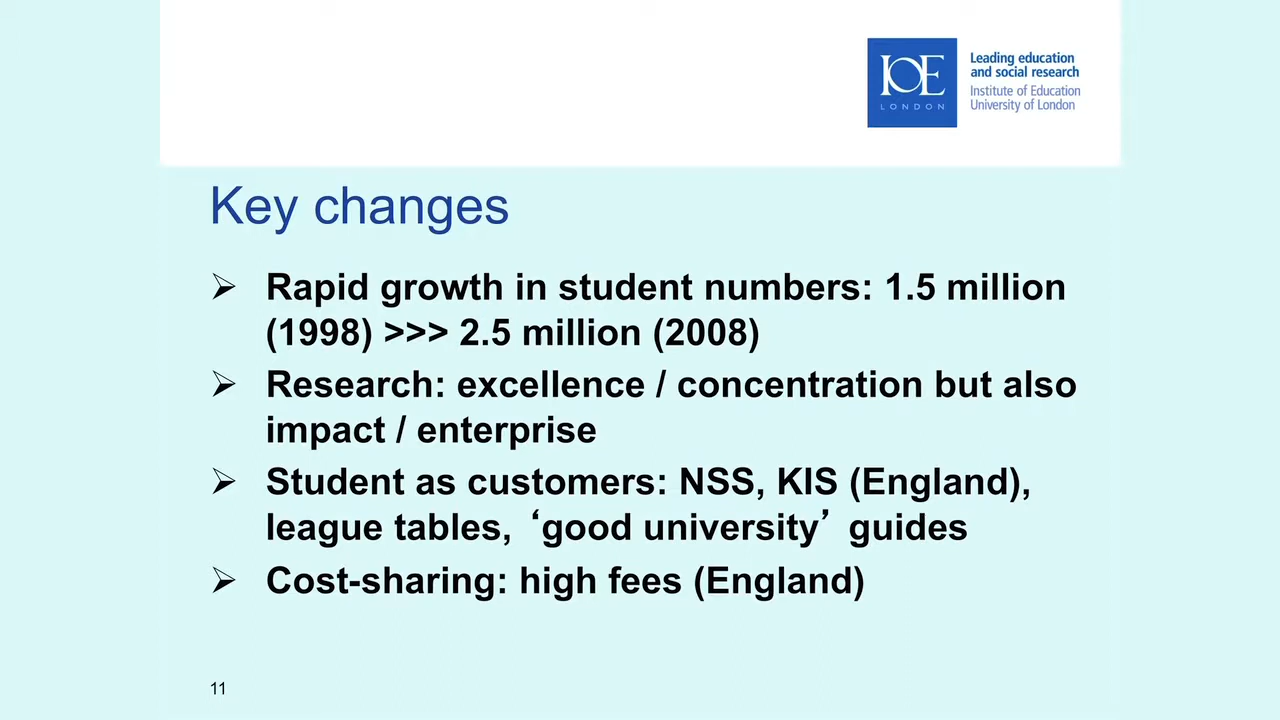 IOE
LONDON
Leading education
and social research
Institute of Education
University of London
Key changes
➢ Rapid growth in student numbers: 1.5 million
(1998) >>> 2.5 million (2008)
➢ Research: excellence / concentration but also
impact / enterprise
➢ Student as customers: NSS, KIS (England),
league tables, ‘good university’ guides
➢ Cost-sharing: high fees (England)
11